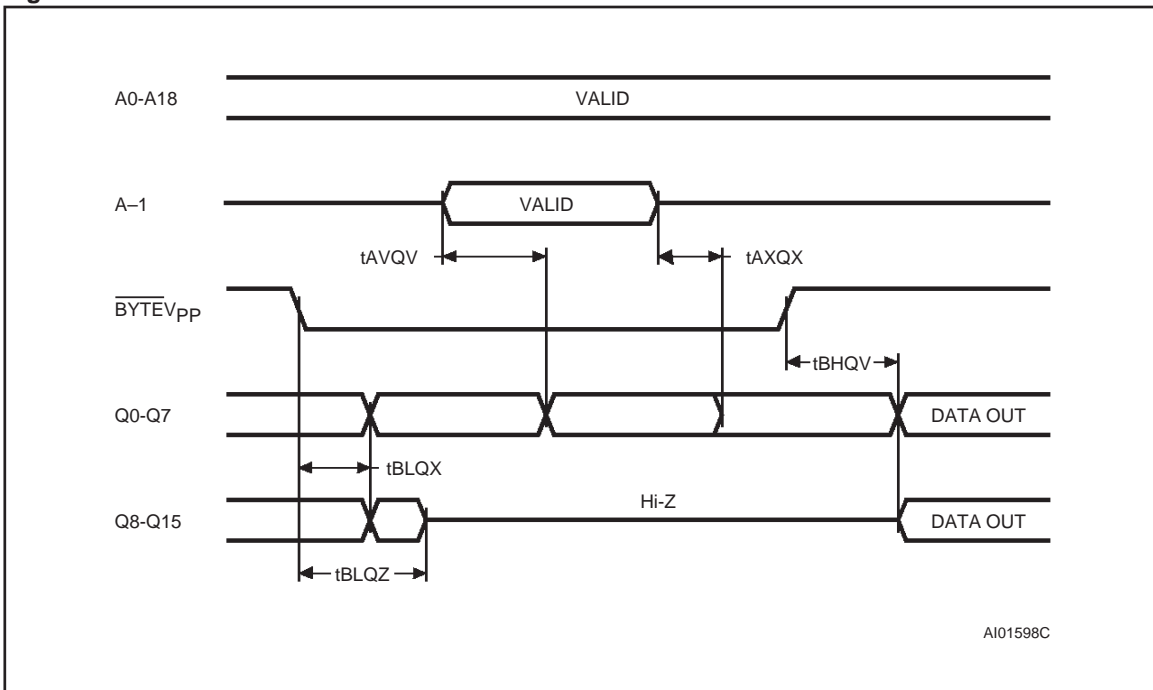 A0-A18
VALID
A–1
VALID
tAVQV
tAXQX
BYTEVPP
tBHQV
Q0-Q7
DATA OUT
tBLQX
Hi-Z
Q8-Q15
DATA OUT
tBLQZ
AI01598C